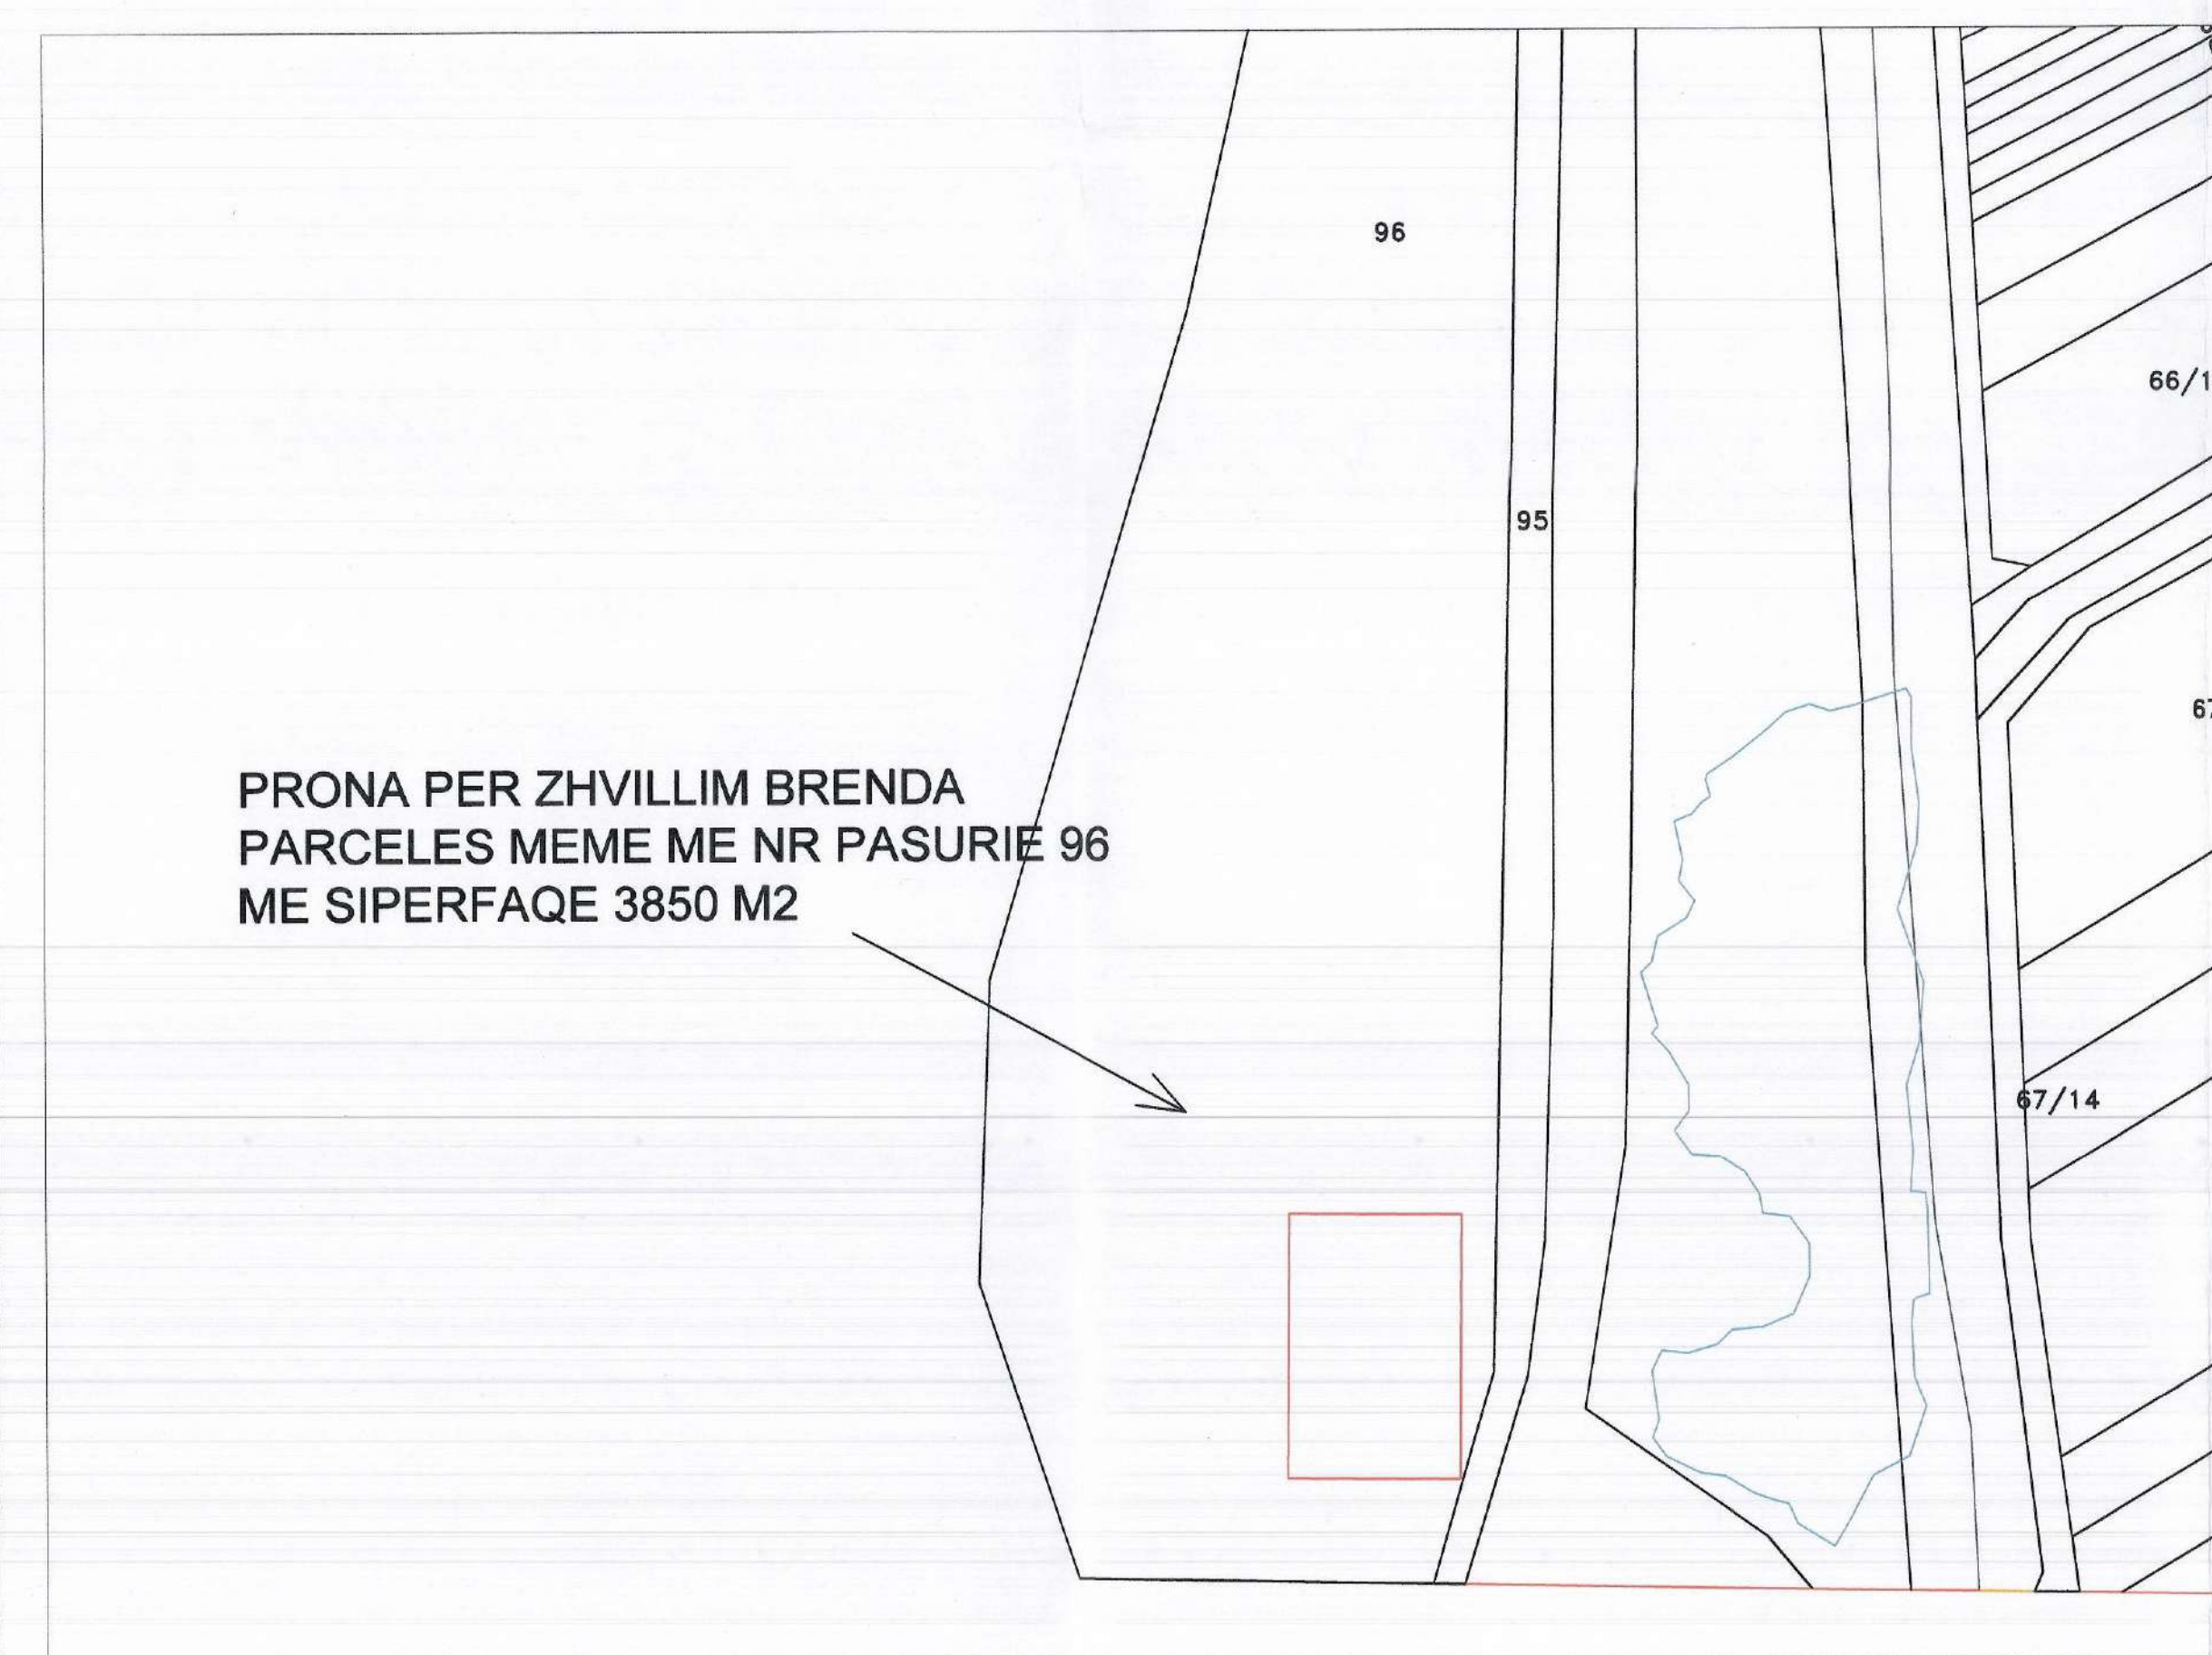 96
66/1
95
PRONA PER ZHVILLIM BRENDA
PARCELES MEME ME NR PASURIE 96
ME SIPERFAQE 3850 M2
67/14